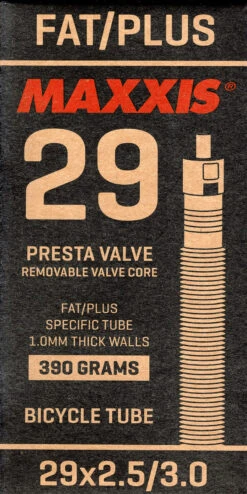 FAT/PLUS
MAXXIS®
29
PRESTA VALVE
REMOVABLE VALVE CORE
FAT/PLUS
SPECIFIC TUBE
1.0MM THICK WALLS
390 GRAMS
BICYCLE TUBE
29x2.5/3.0